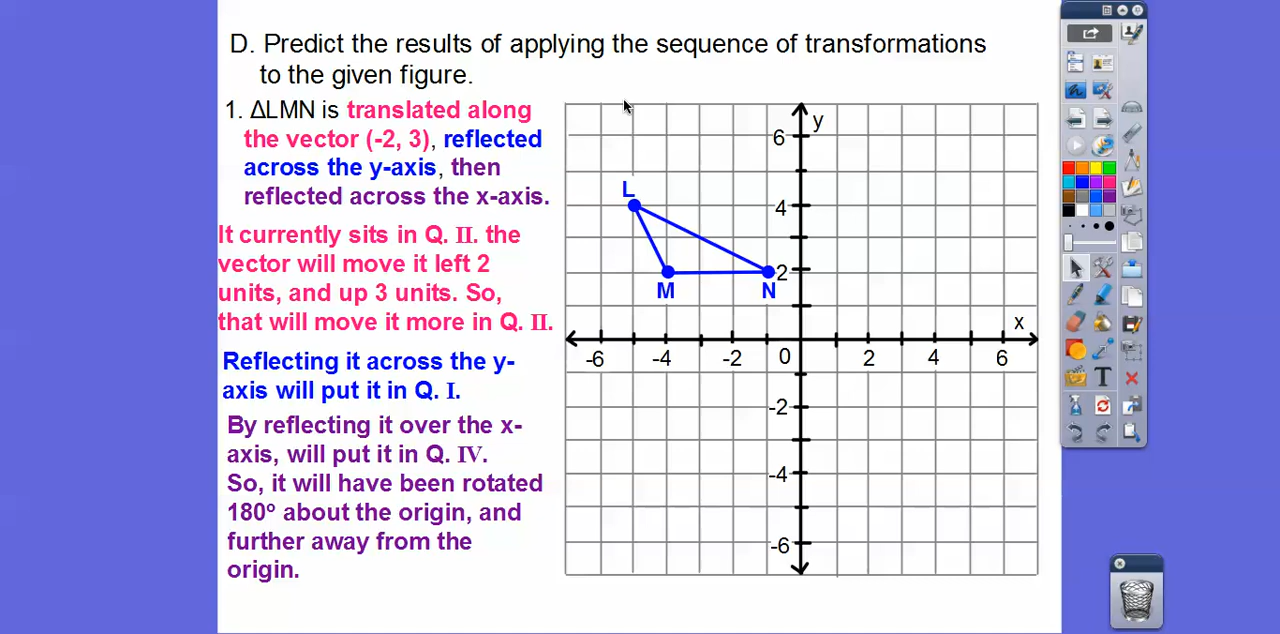 D. Predict the results of applying the sequence of transformations
to the given figure.
1. ΔLMN is translated along
the vector (-2, 3), reflected
across the y-axis, then
reflected across the x-axis.
It currently sits in Q. II. the
vector will move it left 2
units, and up 3 units. So,
that will move it more in Q. II.
Reflecting it across the y-
axis will put it in Q. I.
By reflecting it over the x-
axis, will put it in Q. IV.
So, it will have been rotated
180º about the origin, and
further away from the
origin.
y
6
L
4
2
M
N
x
-6 -4 -2 0 2 4 6
-2
-4
-6
T